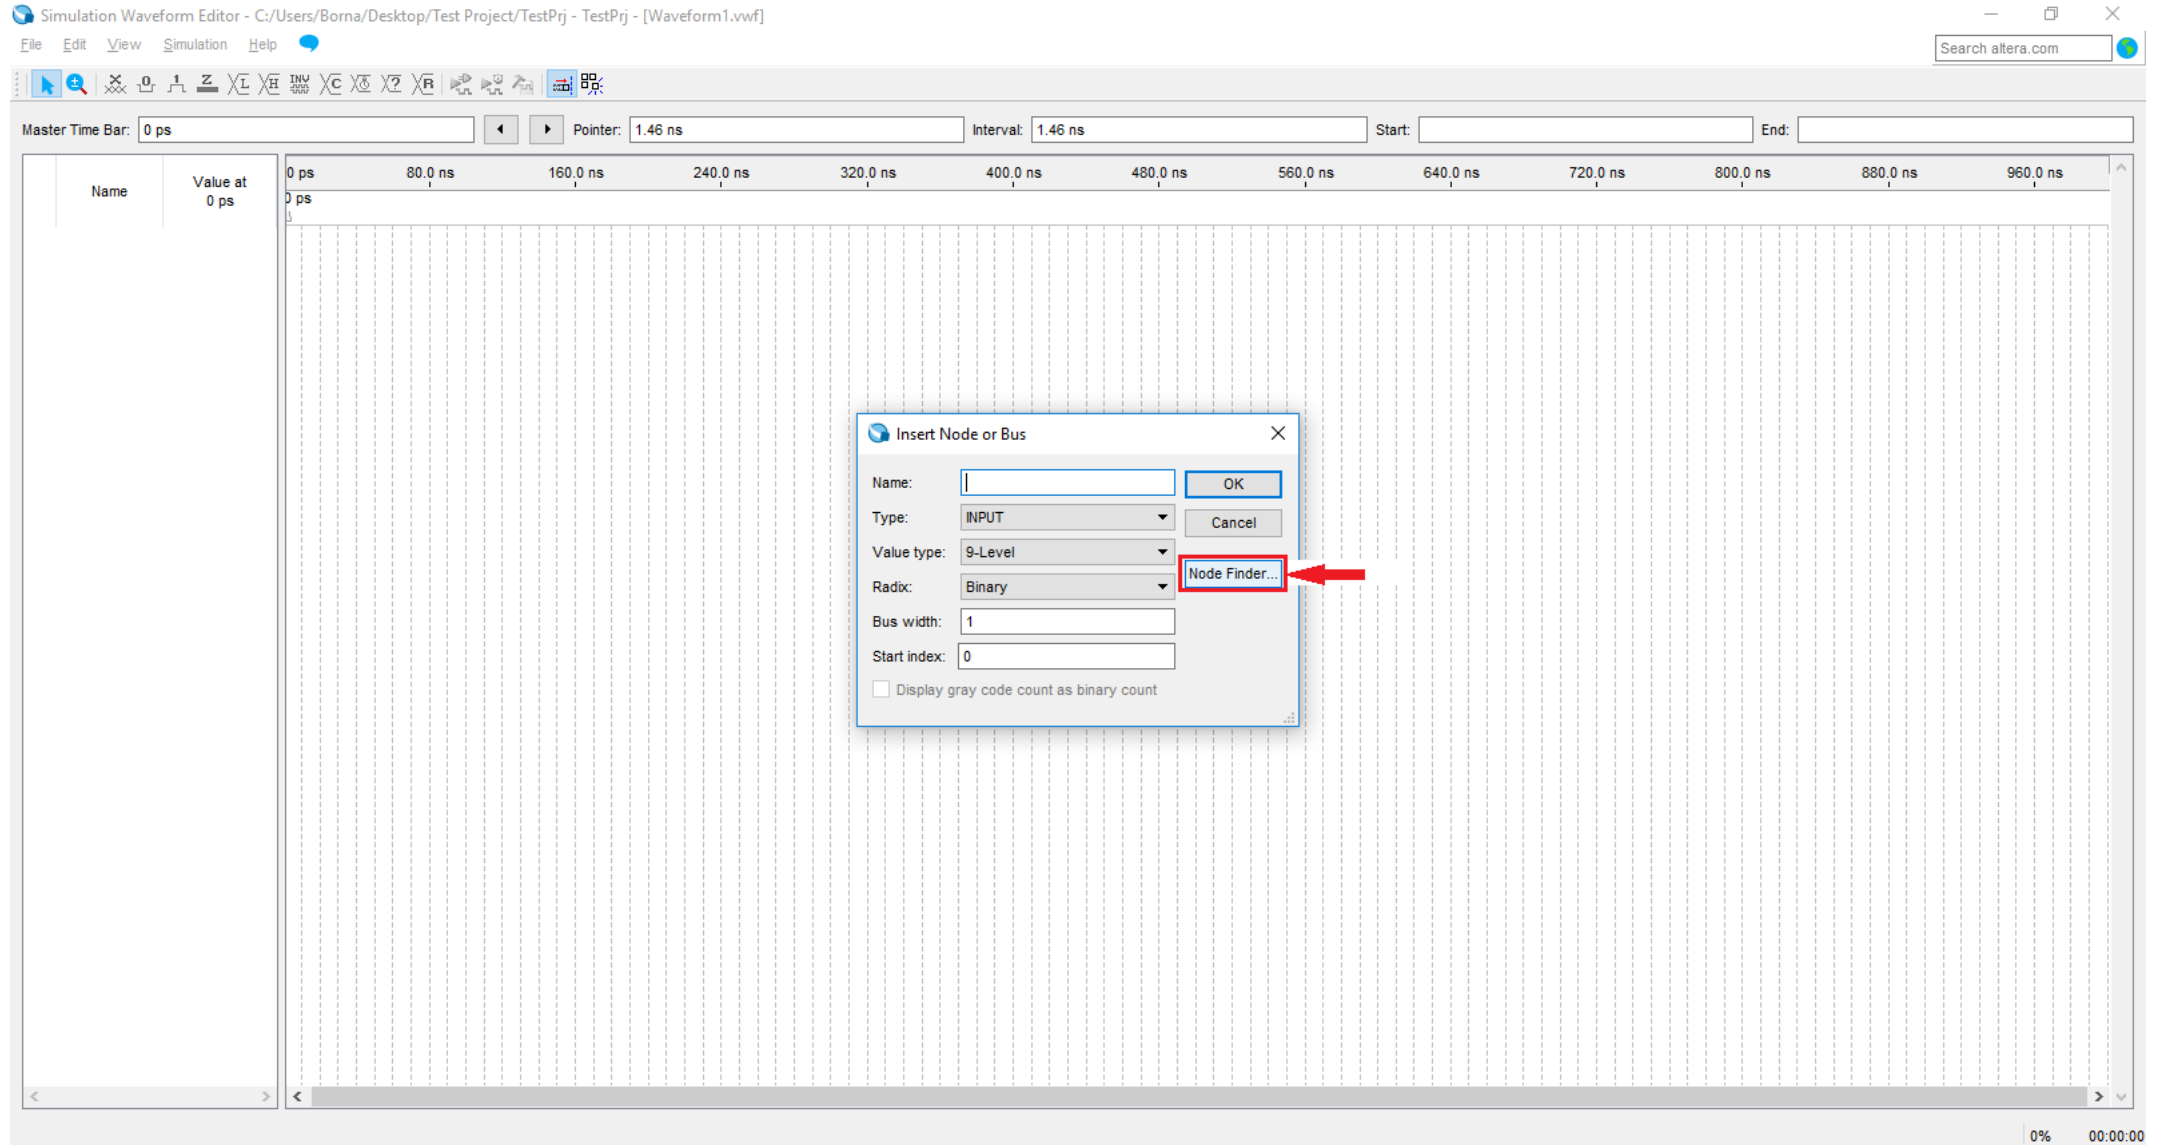 Simulation Waveform Editor - C:/Users/Borna/Desktop/Test Project/TestPrj - TestPrj - [Waveform1.vwf]
File Edit View Simulation Help
Search altera.com
Master Time Bar: 0 ps Pointer: 1.46 ns Interval: 1.46 ns Start: End:
Name Value at
0 ps
0 ps 80.0 ns 160.0 ns 240.0 ns 320.0 ns 400.0 ns 480.0 ns 560.0 ns 640.0 ns 720.0 ns 800.0 ns 880.0 ns 960.0 ns
0 ps
Insert Node or Bus
Name: OK
Type: INPUT Cancel
Value type: 9-Level
Node Finder...
Radix: Binary
Bus width: 1
Start index: 0
Display gray code count as binary count
0% 00:00:00